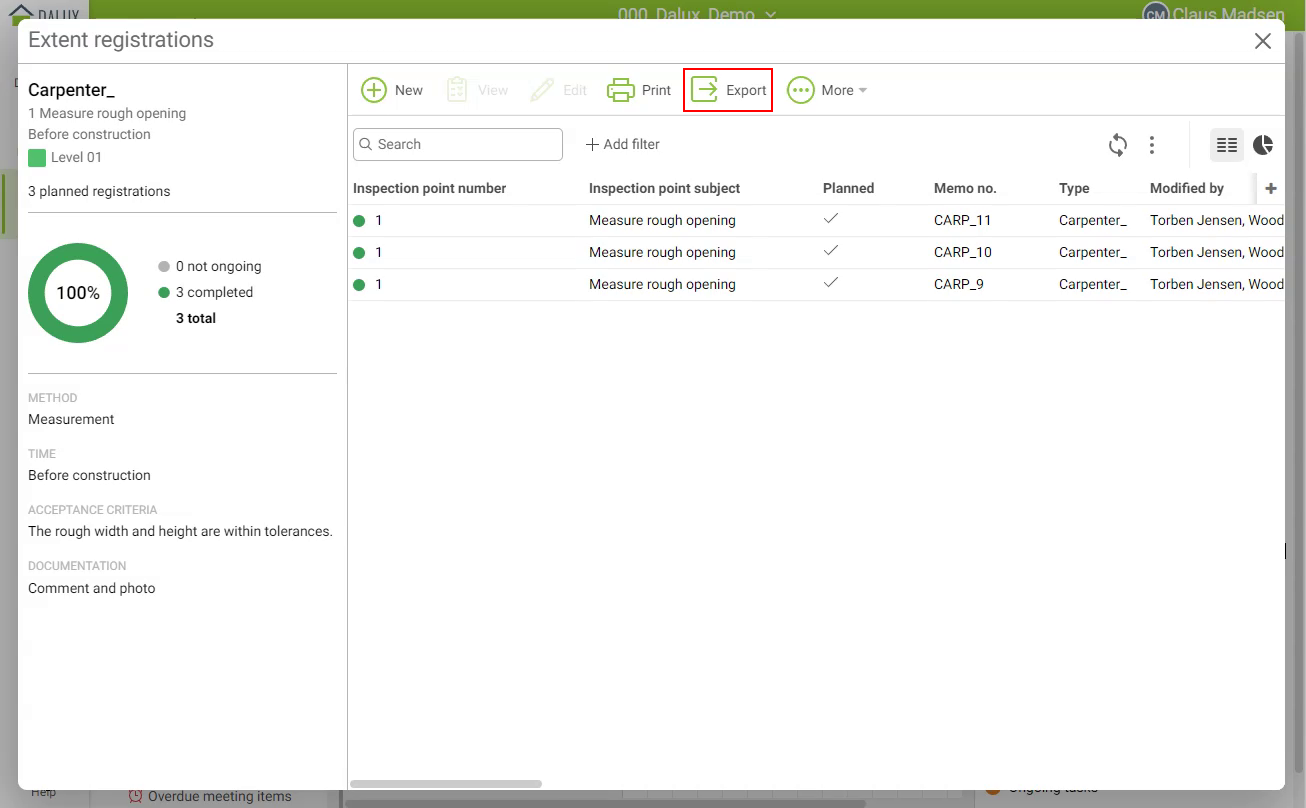 DALUX
000_Dalux_Demo
CM Claus Madsen
Extent registrations
Carpenter_
1 Measure rough opening
Before construction
Level 01
3 planned registrations
100%
0 not ongoing
3 completed
3 total
METHOD
Measurement
TIME
Before construction
ACCEPTANCE CRITERIA
The rough width and height are within tolerances.
DOCUMENTATION
Comment and photo
New View Edit Print Export More
Search Add filter
Inspection point number Inspection point subject Planned Memo no. Type Modified by
1 Measure rough opening CARP_11 Carpenter_ Torben Jensen, Wood
1 Measure rough opening CARP_10 Carpenter_ Torben Jensen, Wood
1 Measure rough opening CARP_9 Carpenter_ Torben Jensen, Wood
Help
Overdue meeting items
Ongoing tasks